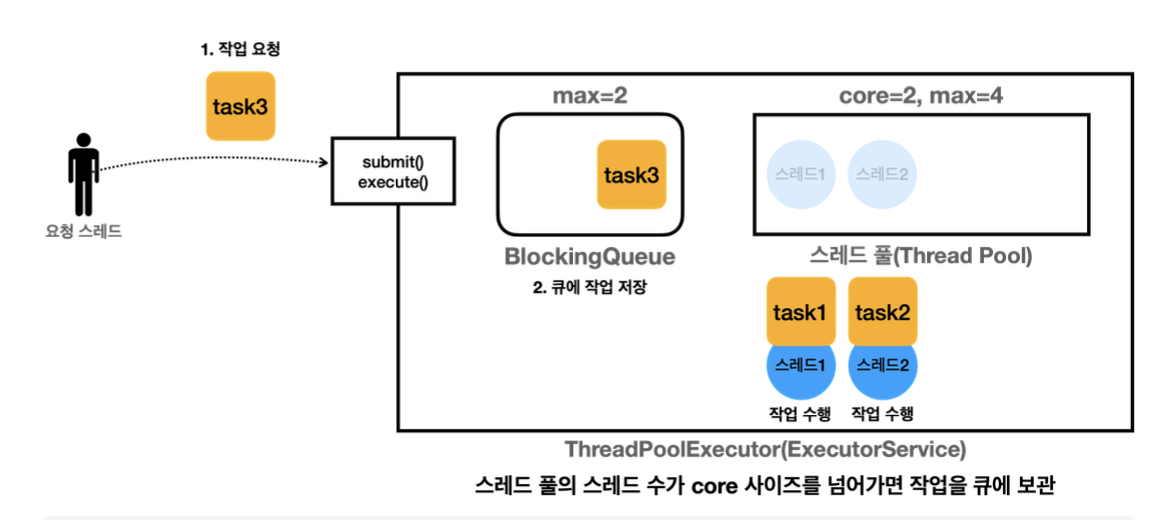 1. 작업 요청
task3
요청 스레드
submit()
execute()
max=2
task3
BlockingQueue
2. 큐에 작업 저장
core=2, max=4
스레드1
스레드2
스레드 풀(Thread Pool)
task1
task2
스레드1
스레드2
작업 수행
작업 수행
ThreadPoolExecutor(ExecutorService)
스레드 풀의 스레드 수가 core 사이즈를 넘어가면 작업을 큐에 보관